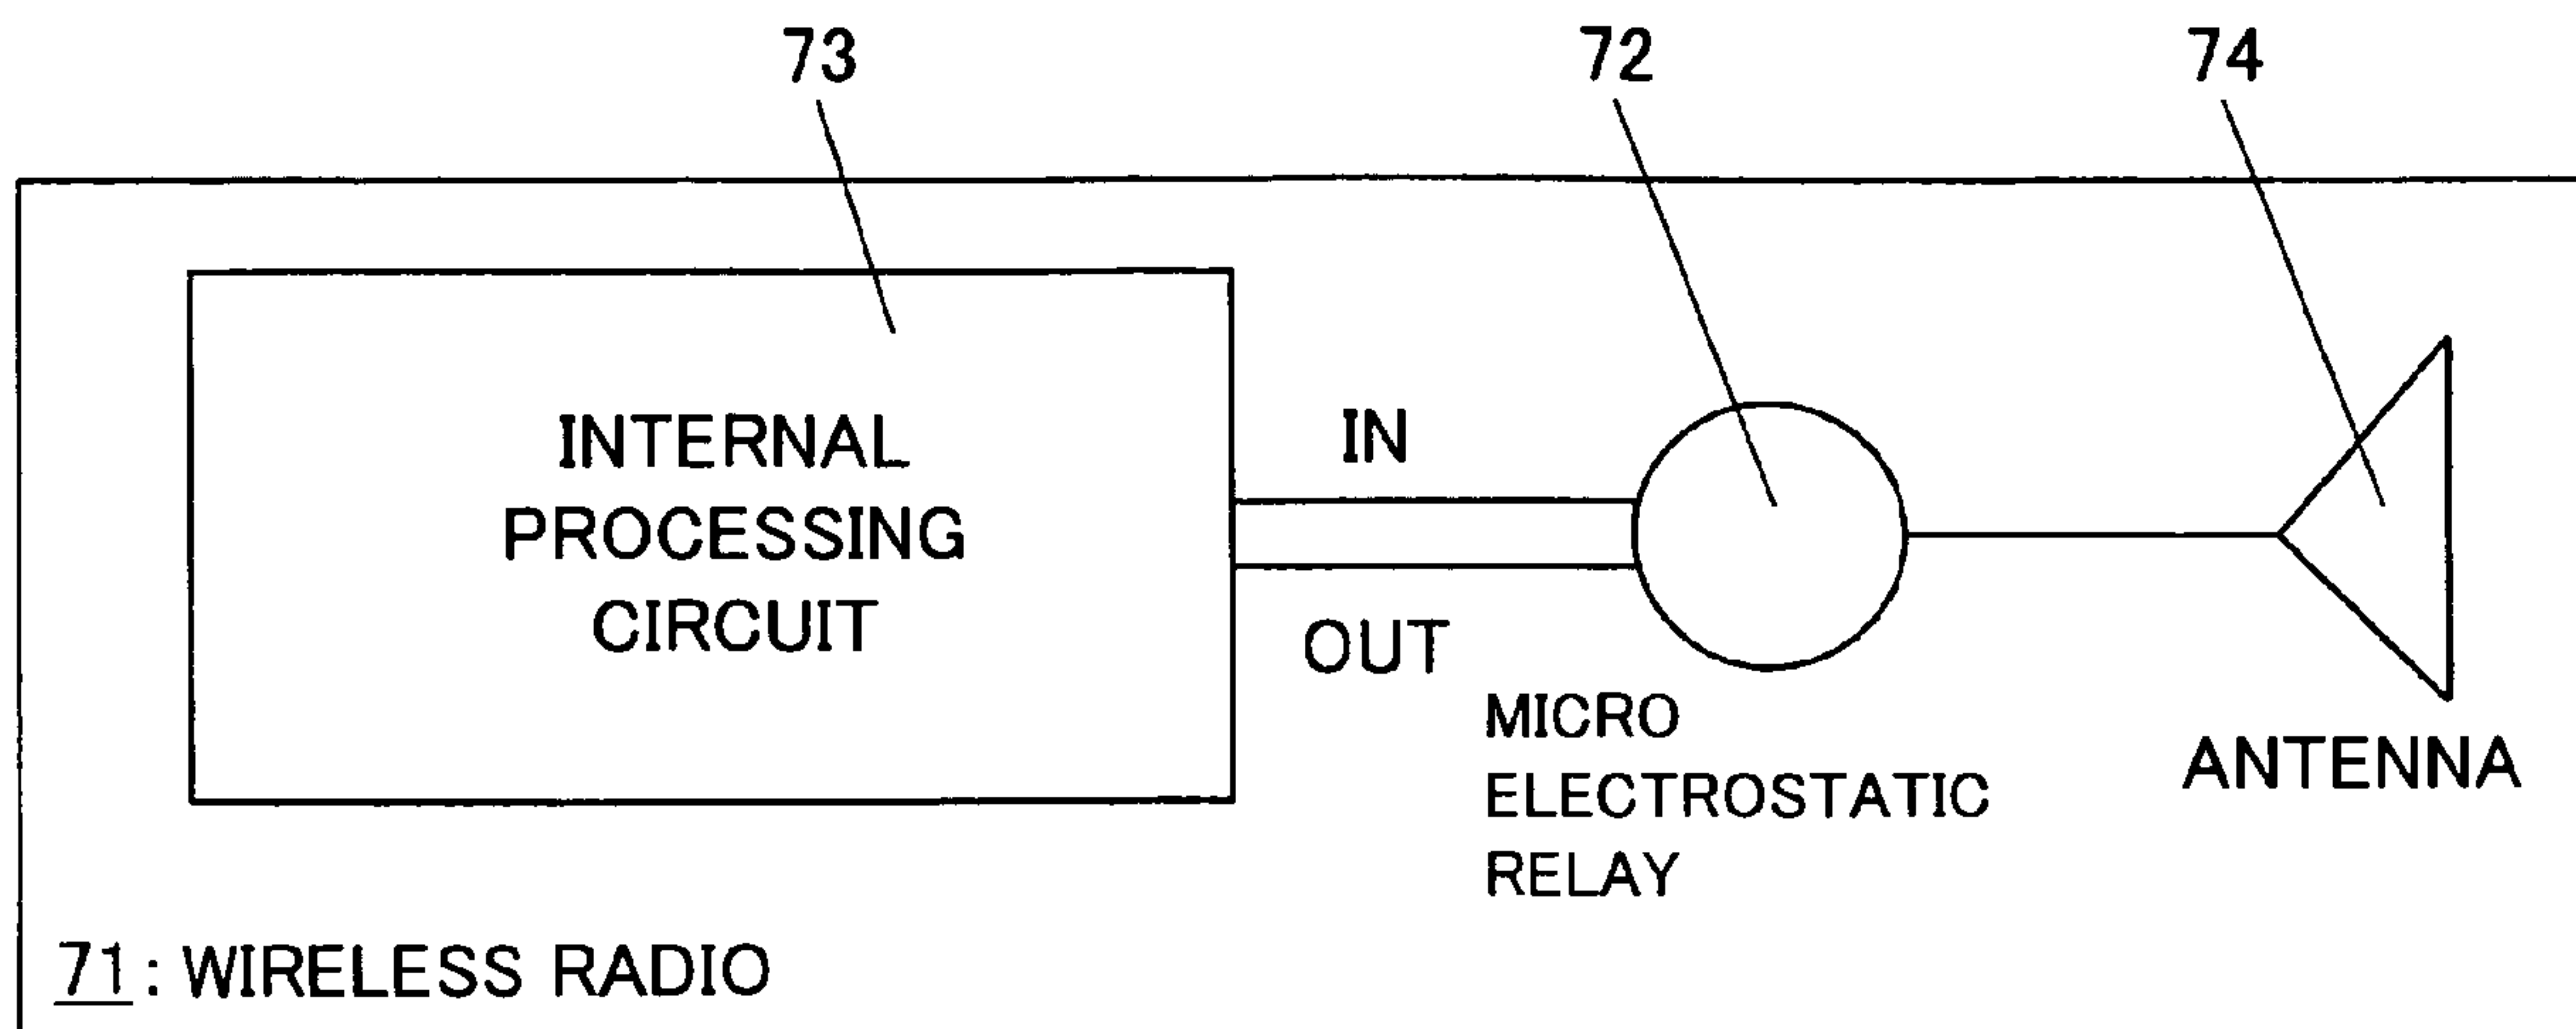 73
72
74
INTERNAL
PROCESSING
CIRCUIT
IN
OUT
MICRO
ELECTROSTATIC
RELAY
ANTENNA
71: WIRELESS RADIO